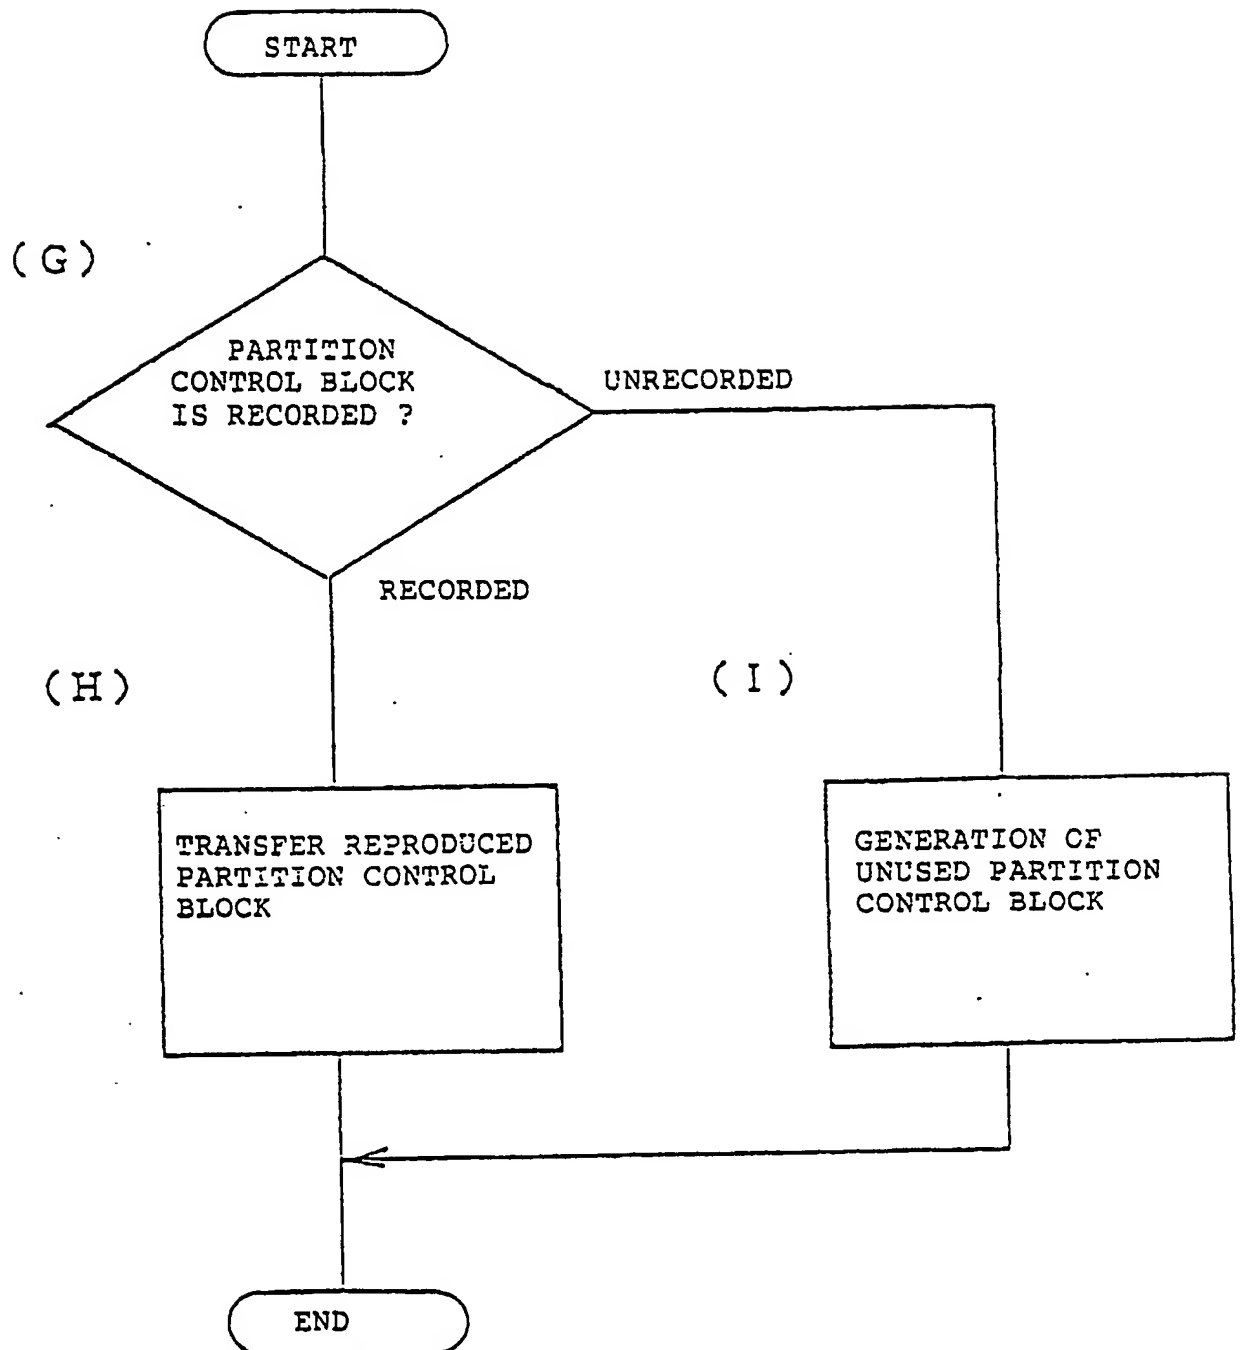 START
(G)
PARTITION
CONTROL BLOCK
IS RECORDED ?
UNRECORDED
RECORDED
(H)
(I)
TRANSFER REPRODUCED
PARTITION CONTROL
BLOCK
GENERATION OF
UNUSED PARTITION
CONTROL BLOCK
END